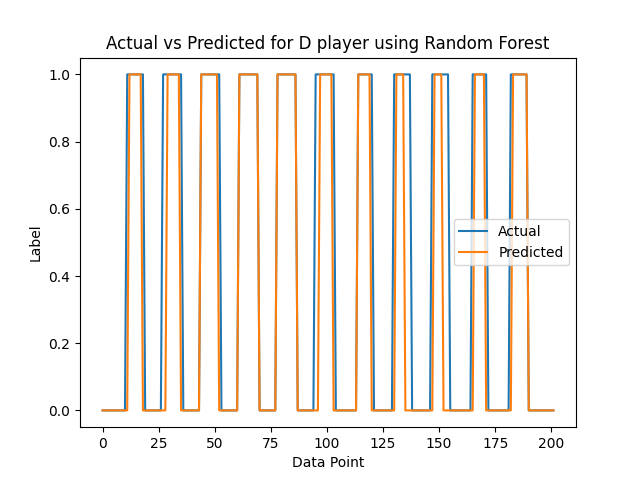 Actual vs Predicted for D player using Random Forest
1.0
0.8
0.6
0.4
0.2
0.0
Label
Actual
Predicted
0 25 50 75 100 125 150 175 200
Data Point